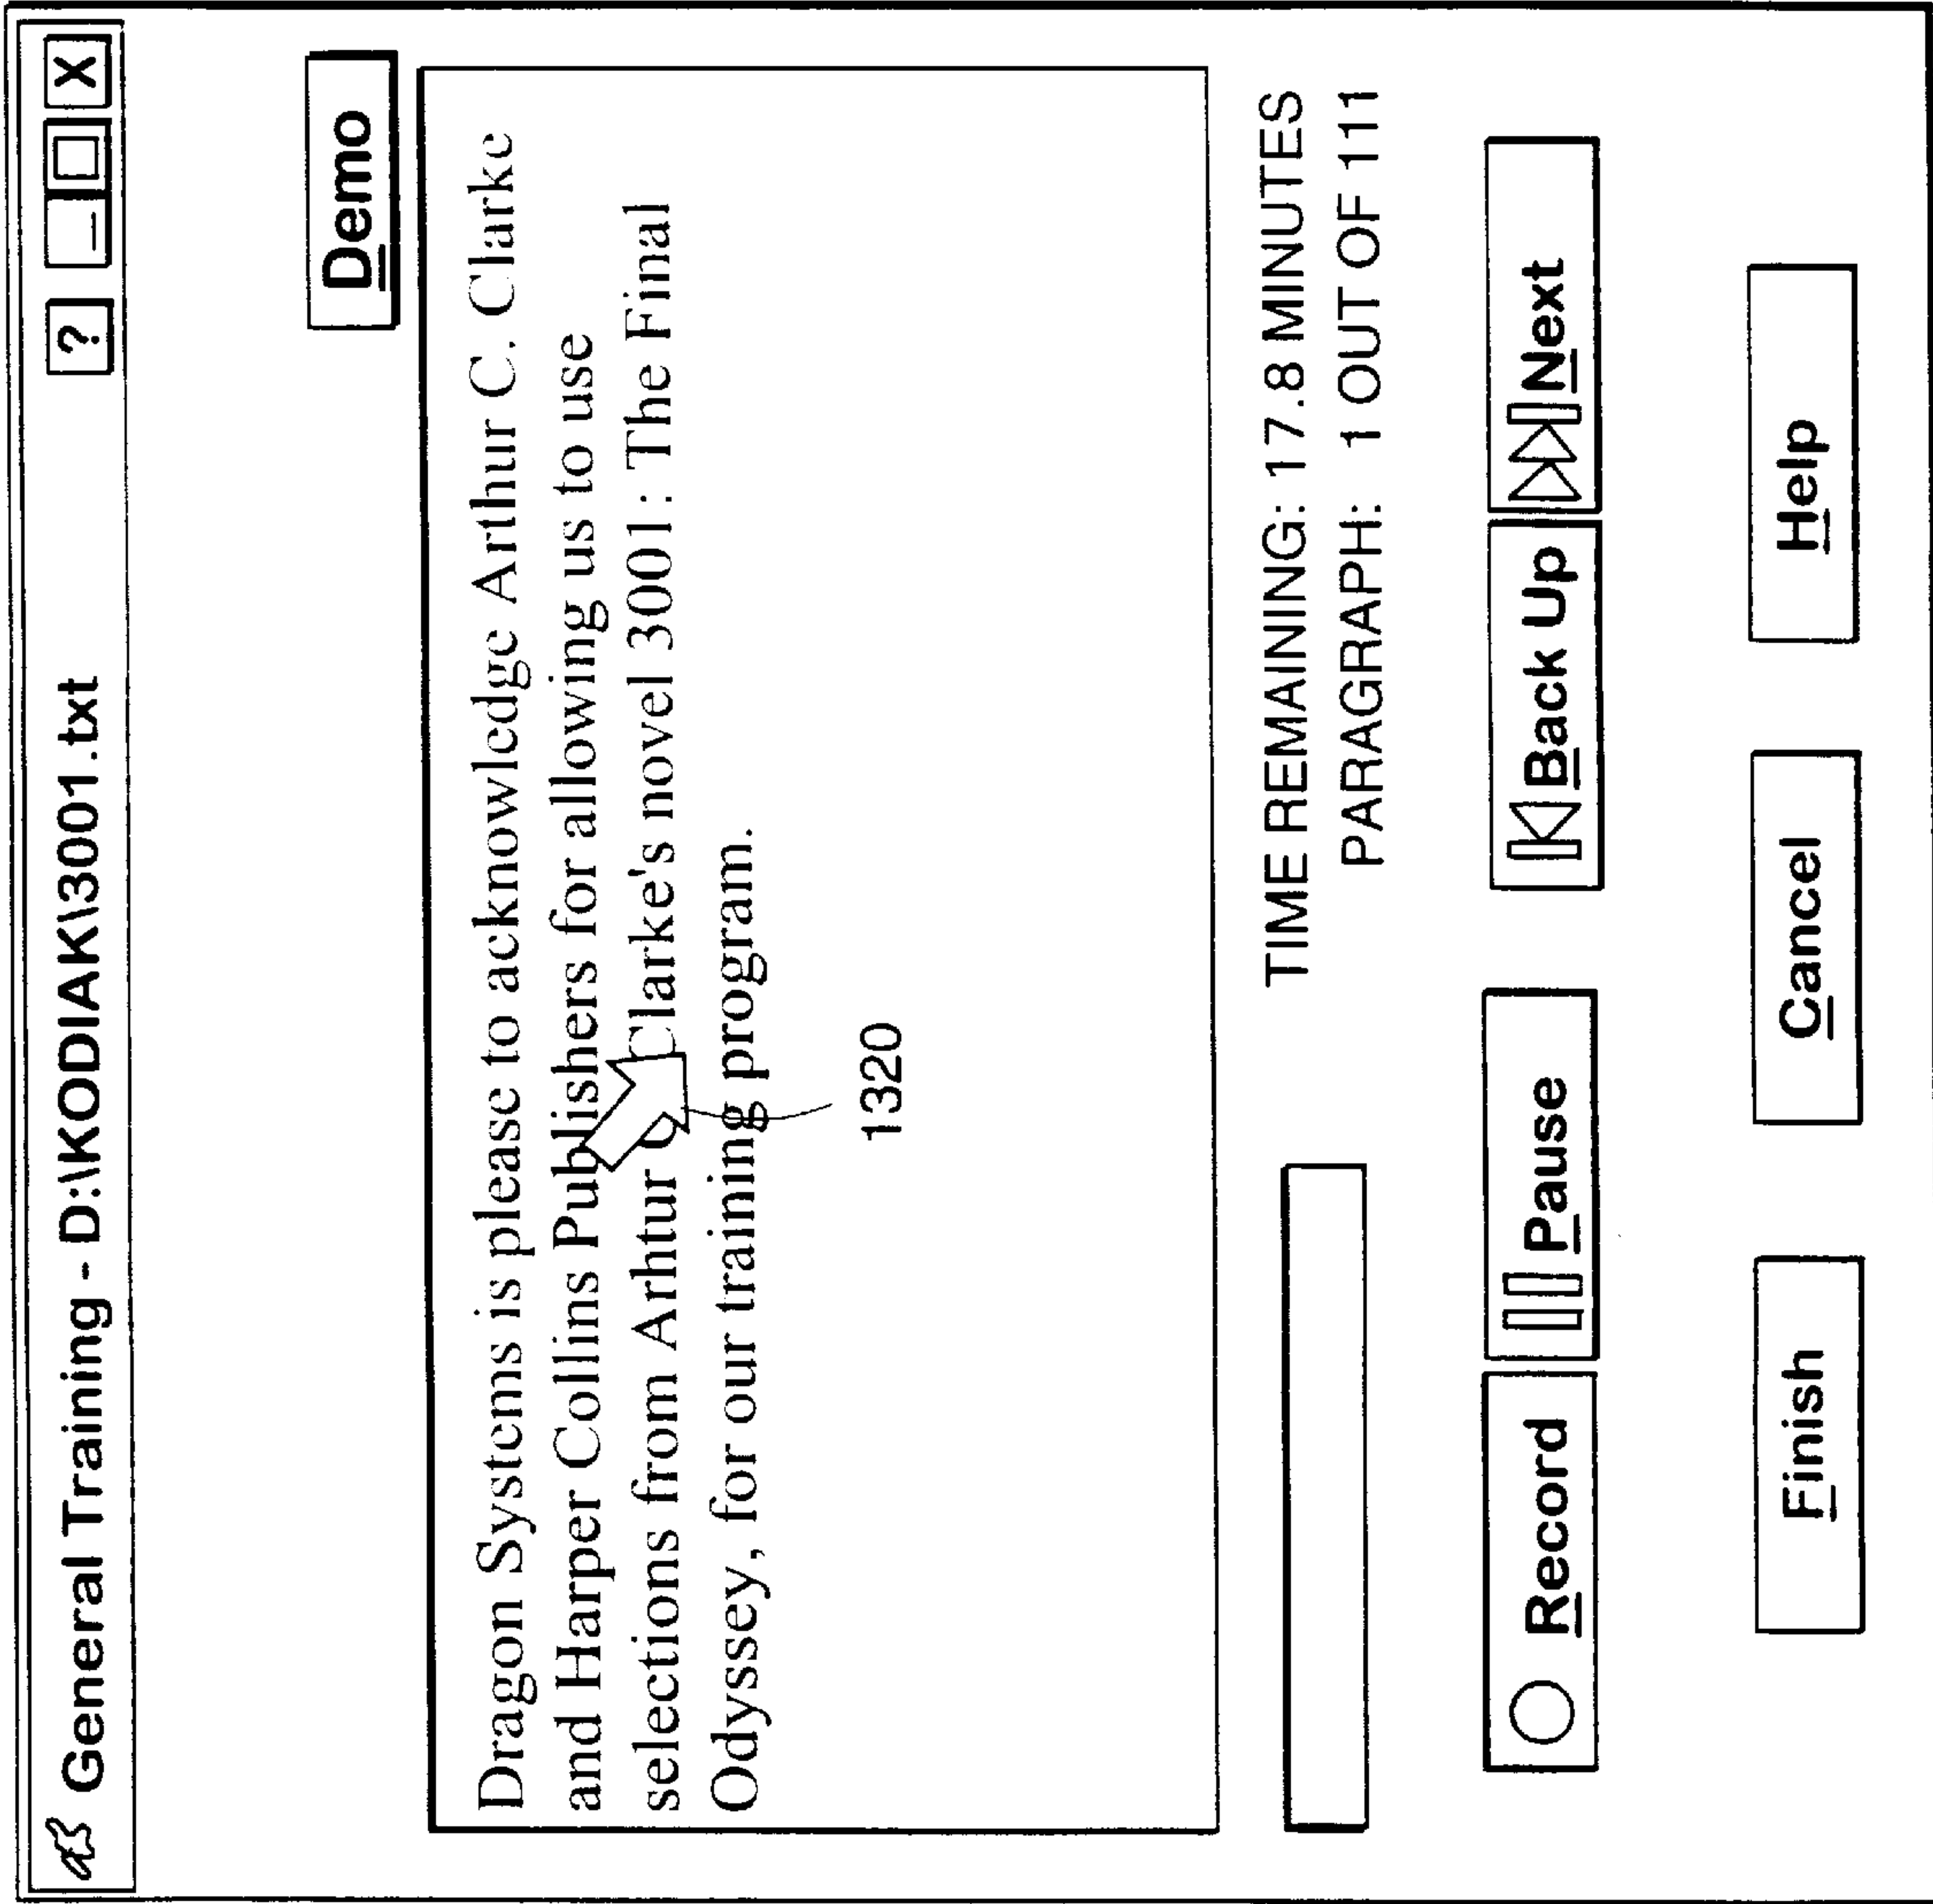 General Training - D:\KODIAK\3001.txt ? _ X
Demo
Dragon Systems is please to acknowledge Arthur C. Clarke
and Harper Collins Publishers for allowing us to use
selections from Arhtur Clarke's novel 3001: The Final
Odyssey, for our training program.
1320
TIME REMAINING: 17.8 MINUTES
PARAGRAPH: 1 OUT OF 111
Record Pause Back Up Next
Finish Cancel Help